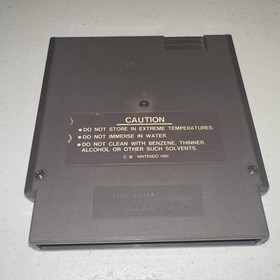 CAUTION
●DO NOT STORE IN EXTREME TEMPERATURES.
●DO NOT IMMERSE IN WATER.
●DO NOT CLEAN WITH BENZENE, THINNER,
ALCOHOL OR OTHER SUCH SOLVENTS.
NINTENDO 1985